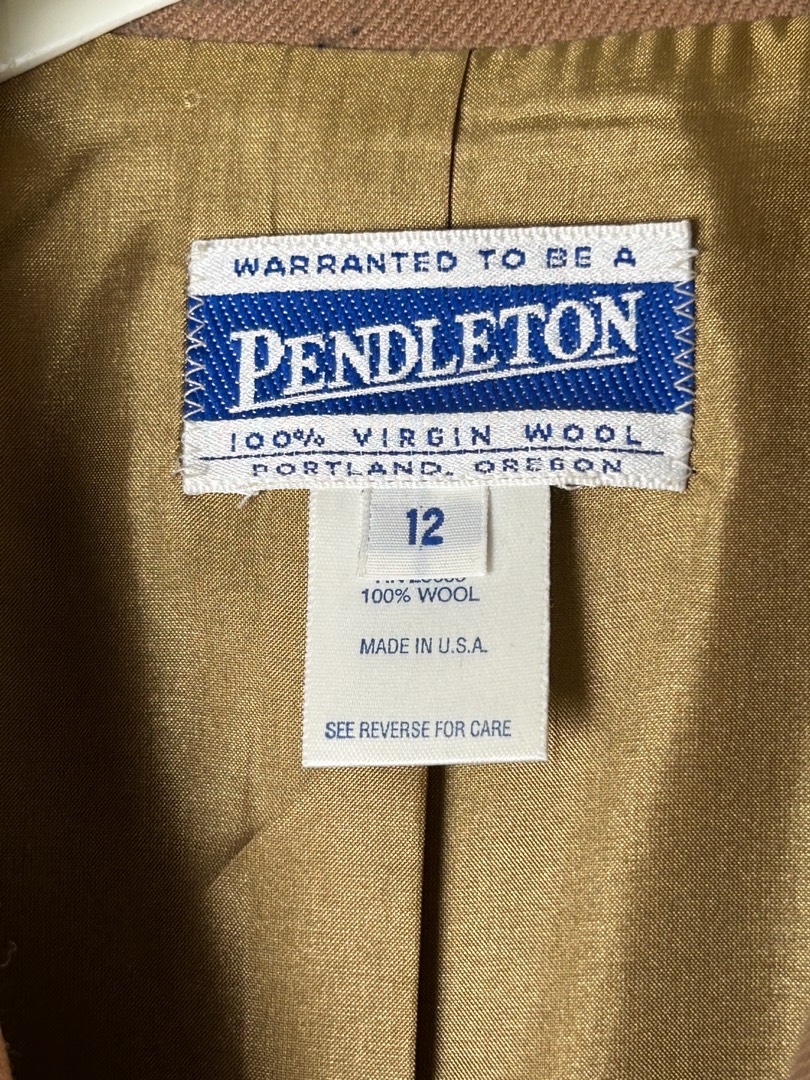 WARRANTED TO BE A
PENDLETON
100% VIRGIN WOOL
PORTLAND, OREGON
12
100% WOOL
MADE IN U.S.A.
SEE REVERSE FOR CARE